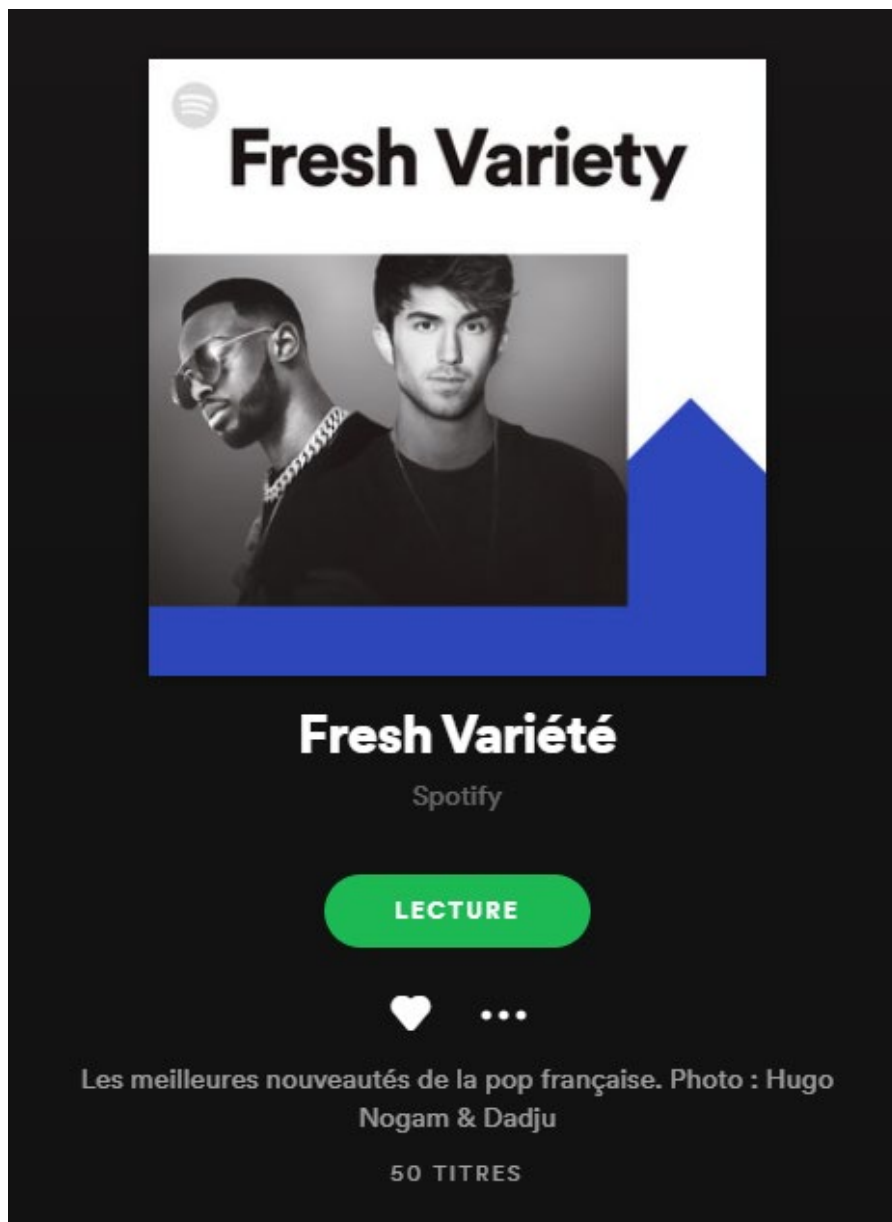 Fresh Variety
Fresh Variété
Spotify
LECTURE
Les meilleures nouveautés de la pop française. Photo : Hugo
Nogam & Dadju
50 TITRES